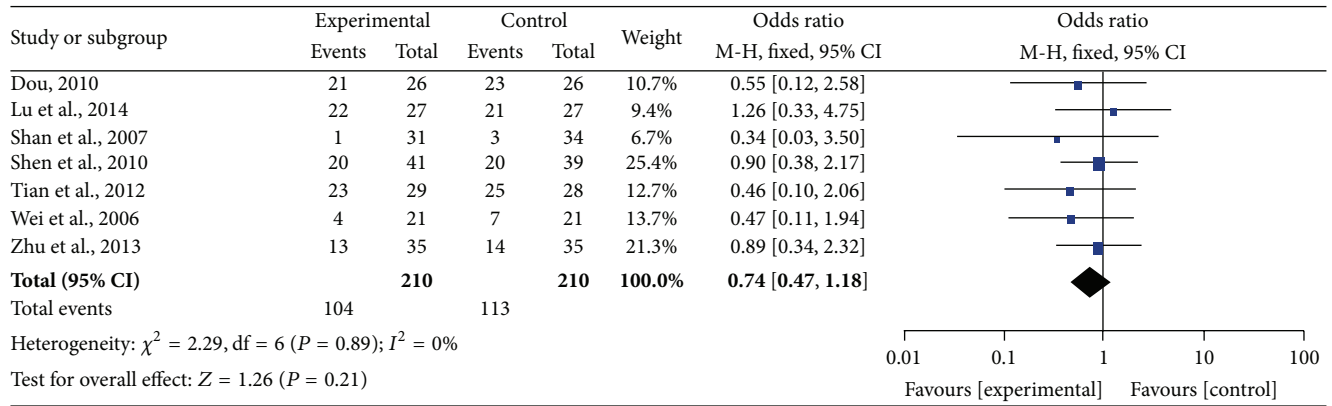 Study or subgroup Experimental Control Weight Odds ratio Odds ratio
Events Total Events Total M-H, fixed, 95% CI M-H, fixed, 95% CI
Dou, 2010 21 26 23 26 10.7% 0.55 [0.12, 2.58]
Lu et al., 2014 22 27 21 27 9.4% 1.26 [0.33, 4.75]
Shan et al., 2007 1 31 3 34 6.7% 0.34 [0.03, 3.50]
Shen et al., 2010 20 41 20 39 25.4% 0.90 [0.38, 2.17]
Tian et al., 2012 23 29 25 28 12.7% 0.46 [0.10, 2.06]
Wei et al., 2006 4 21 7 21 13.7% 0.47 [0.11, 1.94]
Zhu et al., 2013 13 35 14 35 21.3% 0.89 [0.34, 2.32]
Total (95% CI) 210 210 100.0% 0.74 [0.47, 1.18]
Total events 104 113
Heterogeneity: χ² = 2.29, df = 6 (P = 0.89); I² = 0%
Test for overall effect: Z = 1.26 (P = 0.21)
0.01 0.1 1 10 100
Favours [experimental] Favours [control]